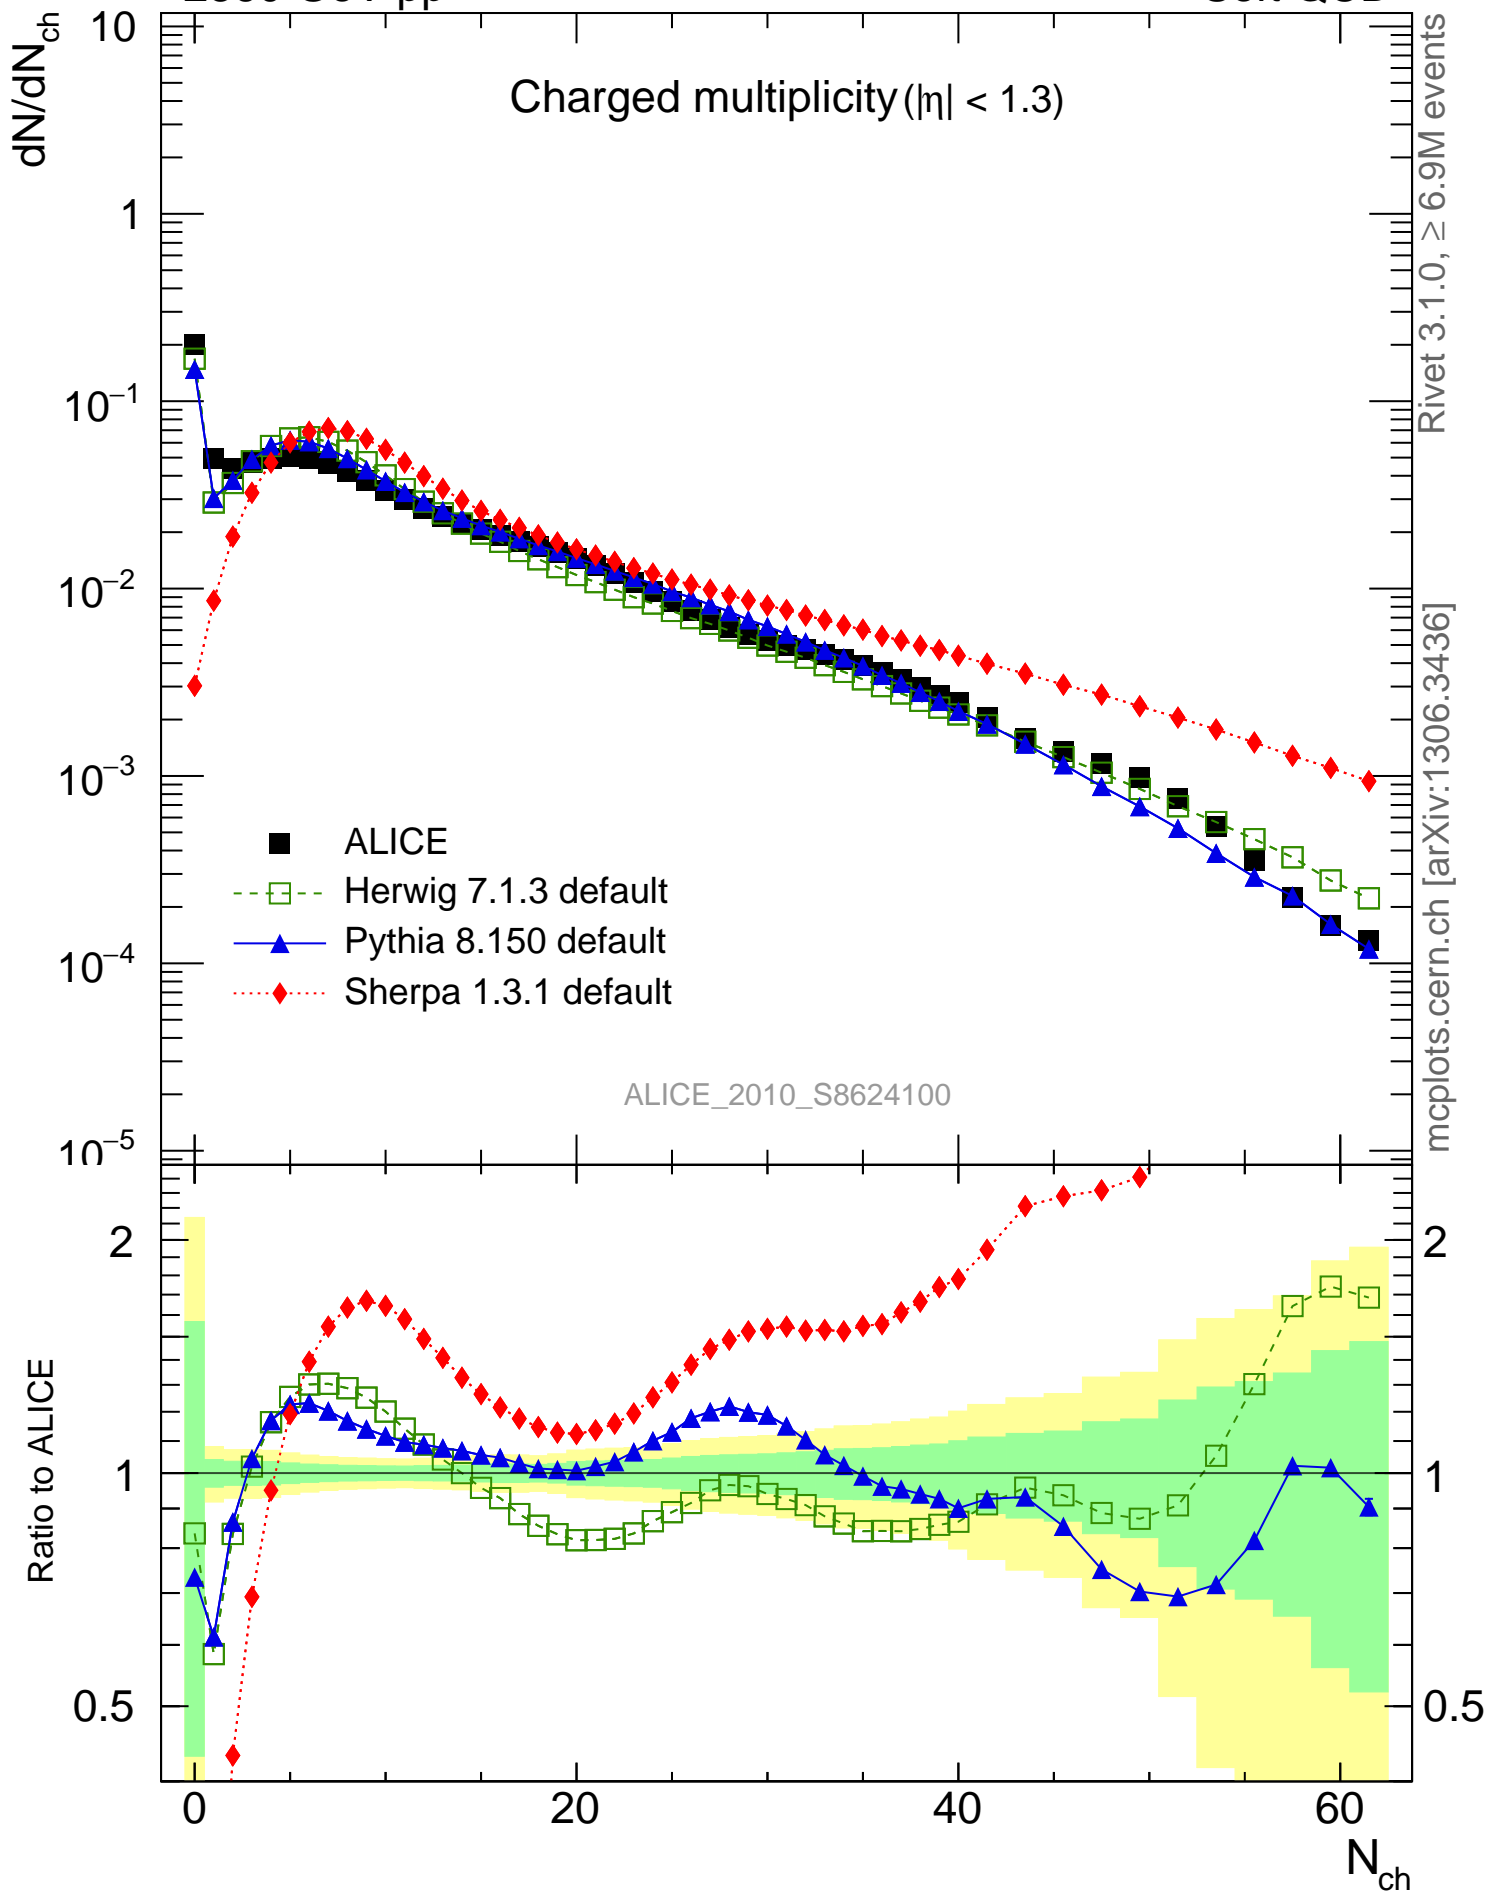 dN/dN_ch
Charged multiplicity (|η| < 1.3)
10
1
10⁻¹
10⁻²
10⁻³
10⁻⁴
10⁻⁵
ALICE
Herwig 7.1.3 default
Pythia 8.150 default
Sherpa 1.3.1 default
ALICE_2010_S8624100
Rivet 3.1.0, ≥ 6.9M events
mcplots.cern.ch [arXiv:1306.3436]
Ratio to ALICE
2
1
0.5
2
1
0.5
0 20 40 60
N_ch